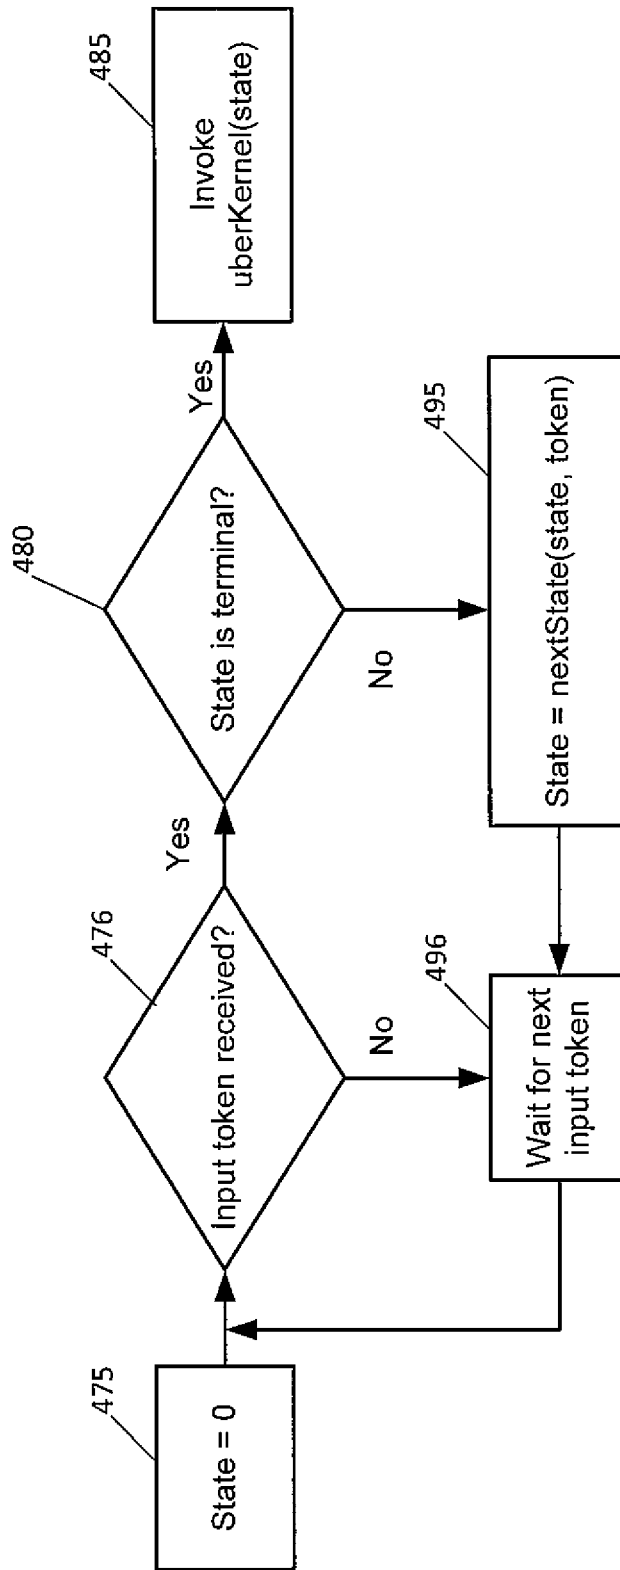 475
State = 0
476
Input token received?
Yes
No
480
State is terminal?
Yes
No
485
Invoke
uberKernel(state)
495
State = nextState(state, token)
496
Wait for next
input token